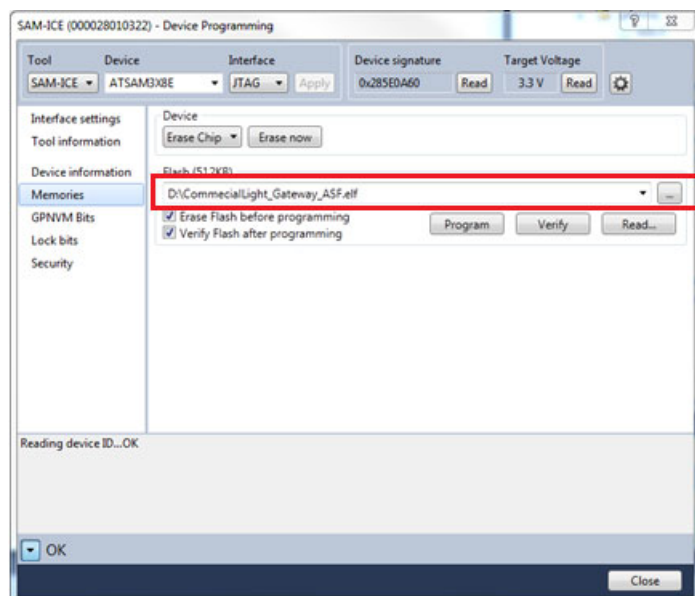 SAM-ICE (000028010322) - Device Programming
Tool Device Interface Device signature Target Voltage
SAM-ICE ATSAM3X8E JTAG Apply 0x285E0A60 Read 3.3 V Read
Interface settings
Tool information
Device information
Memories
GPNVM Bits
Lock bits
Security
Device
Erase Chip Erase now
Flash (512KB)
D:\CommecialLight_Gateway_ASF.elf ...
Erase Flash before programming
Verify Flash after programming
Program Verify Read...
Reading device ID...OK
OK
Close